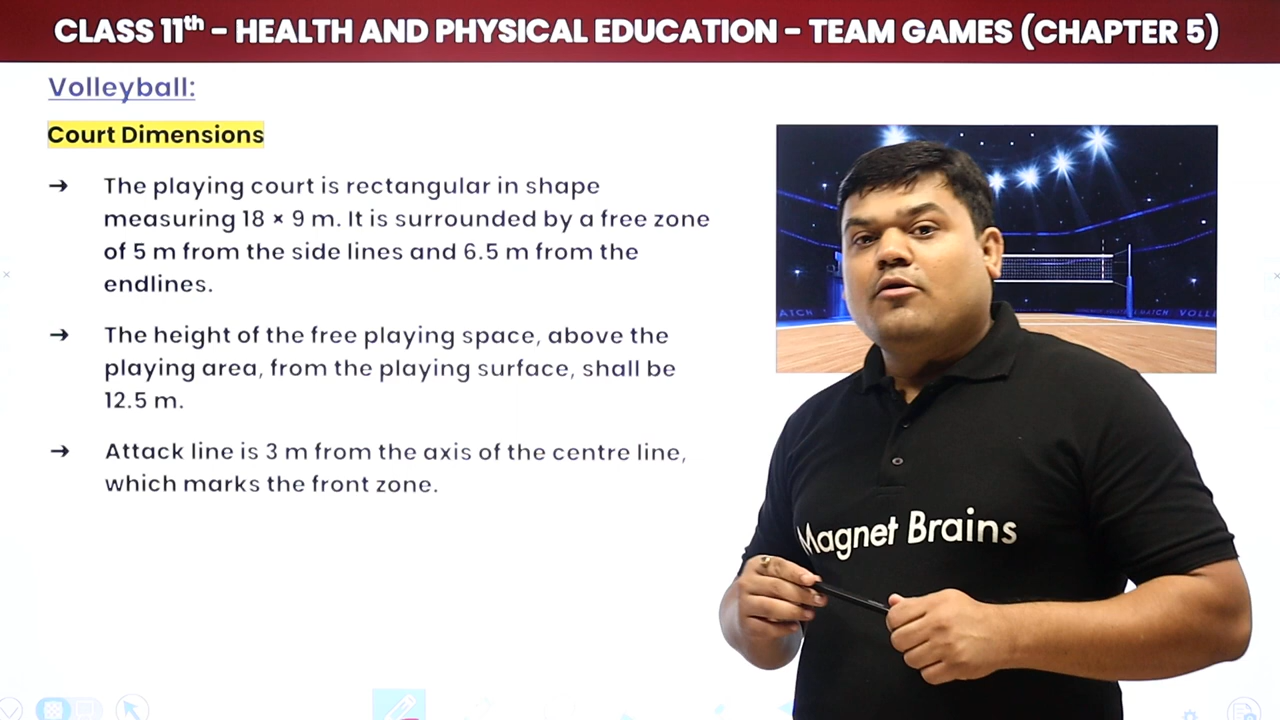 CLASS 11th – HEALTH AND PHYSICAL EDUCATION – TEAM GAMES (CHAPTER 5)
Volleyball:
Court Dimensions
→ The playing court is rectangular in shape
measuring 18 × 9 m. It is surrounded by a free zone
of 5 m from the side lines and 6.5 m from the
endlines.
→ The height of the free playing space, above the
playing area, from the playing surface, shall be
12.5 m.
→ Attack line is 3 m from the axis of the centre line,
which marks the front zone.
ATCH
MATCH VOLLI
Magnet Brains